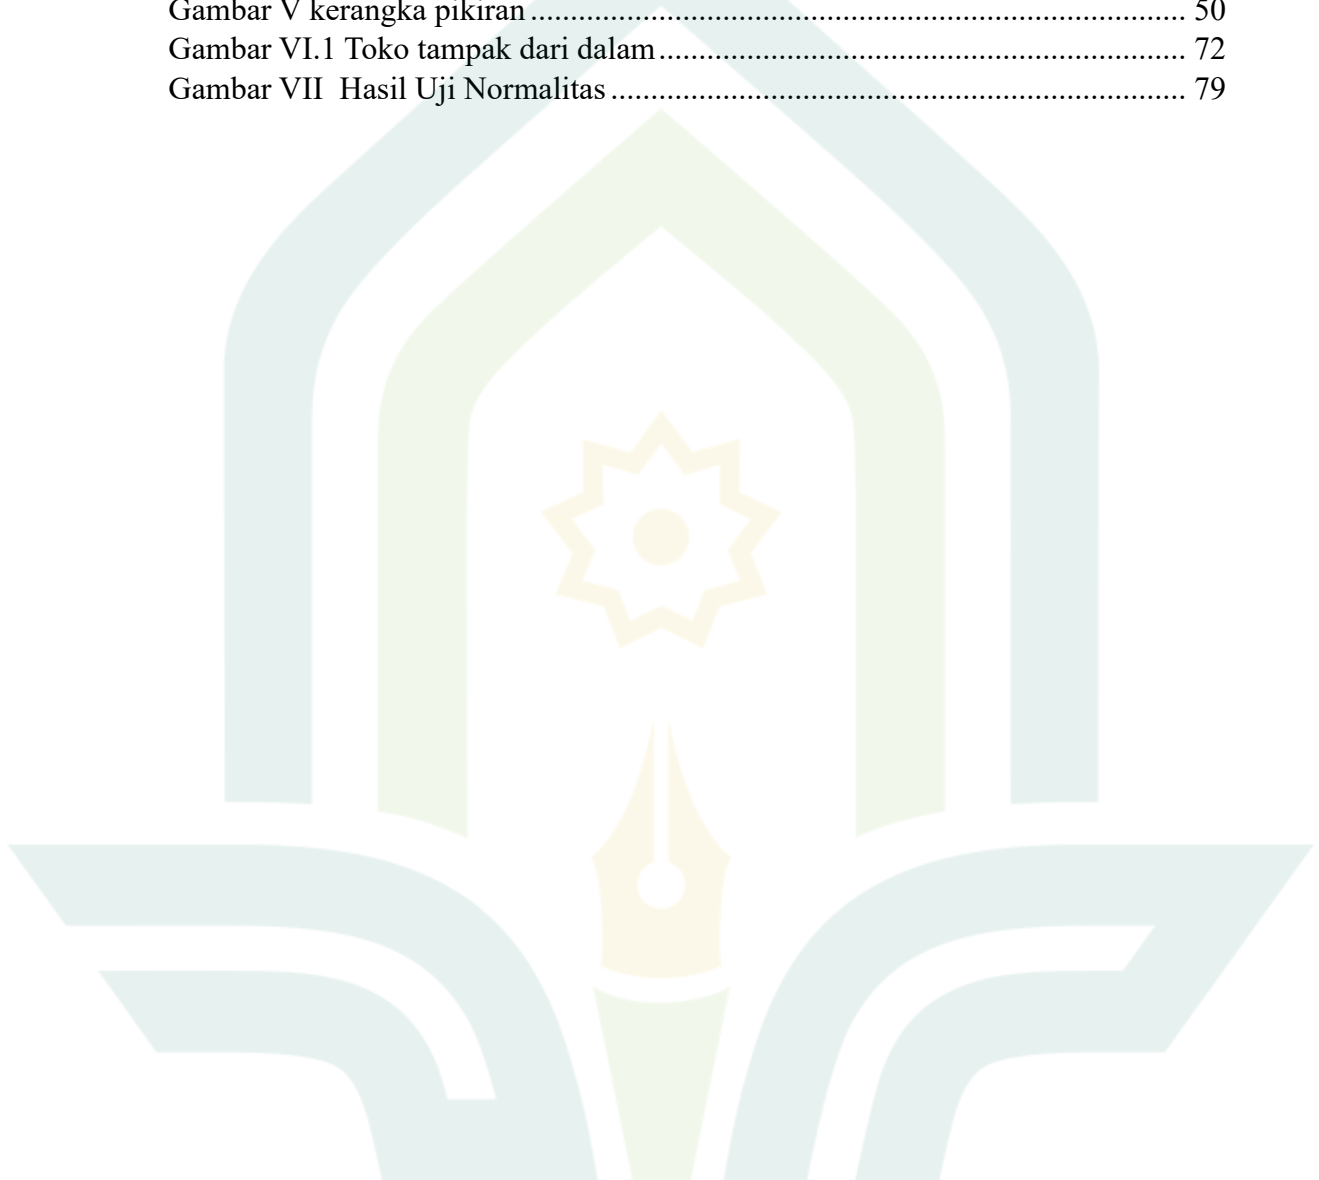 Gambar V kerangka pikiran .................................................................................. 50
Gambar VI.1 Toko tampak dari dalam.................................................................. 72
Gambar VII  Hasil Uji Normalitas ........................................................................ 79